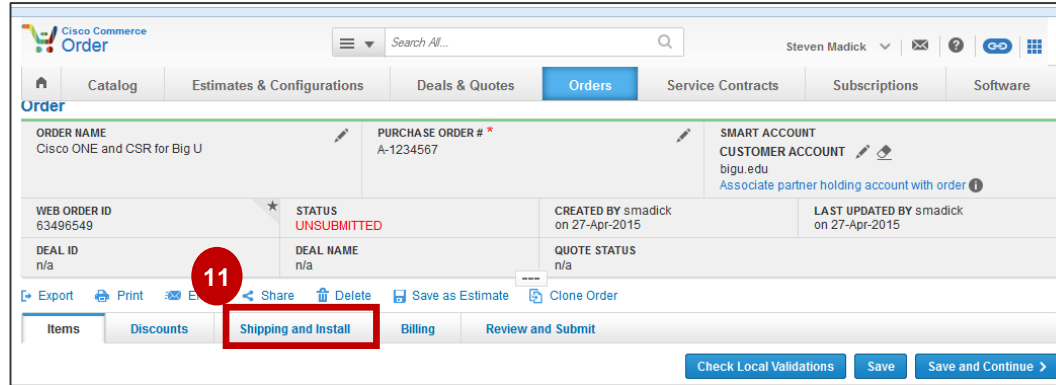 Cisco Commerce
Order
Search All...
Steven Madick
Catalog Estimates & Configurations Deals & Quotes Orders Service Contracts Subscriptions Software
Order
ORDER NAME PURCHASE ORDER # * SMART ACCOUNT
Cisco ONE and CSR for Big U A-1234567 CUSTOMER ACCOUNT
bigu.edu
Associate partner holding account with order
WEB ORDER ID STATUS CREATED BY smadick LAST UPDATED BY smadick
63496549 UNSUBMITTED on 27-Apr-2015 on 27-Apr-2015
DEAL ID DEAL NAME QUOTE STATUS
n/a n/a n/a
11
Export Print Share Delete Save as Estimate Clone Order
Items Discounts Shipping and Install Billing Review and Submit
Check Local Validations Save Save and Continue